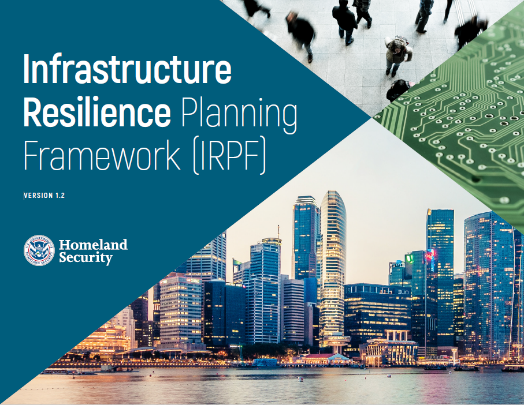 Infrastructure
Resilience Planning
Framework (IRPF)
VERSION 1.2
Homeland
Security